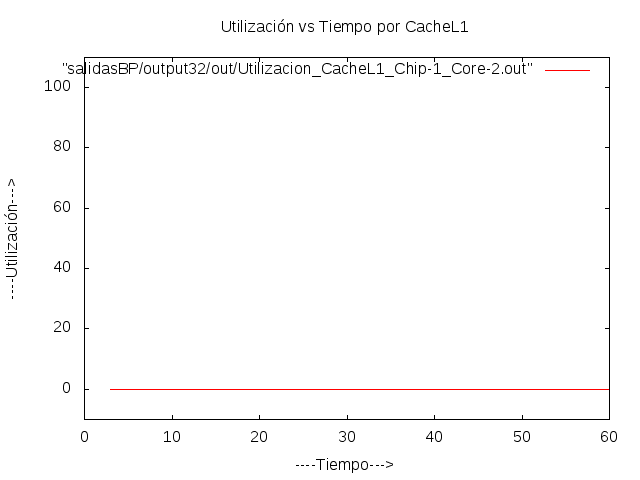 Utilización vs Tiempo por CacheL1
"salidasBP/output32/out/Utilizacion_CacheL1_Chip-1_Core-2.out"
100
80
60
40
20
0
----Utilización--->
0 10 20 30 40 50 60
----Tiempo--->